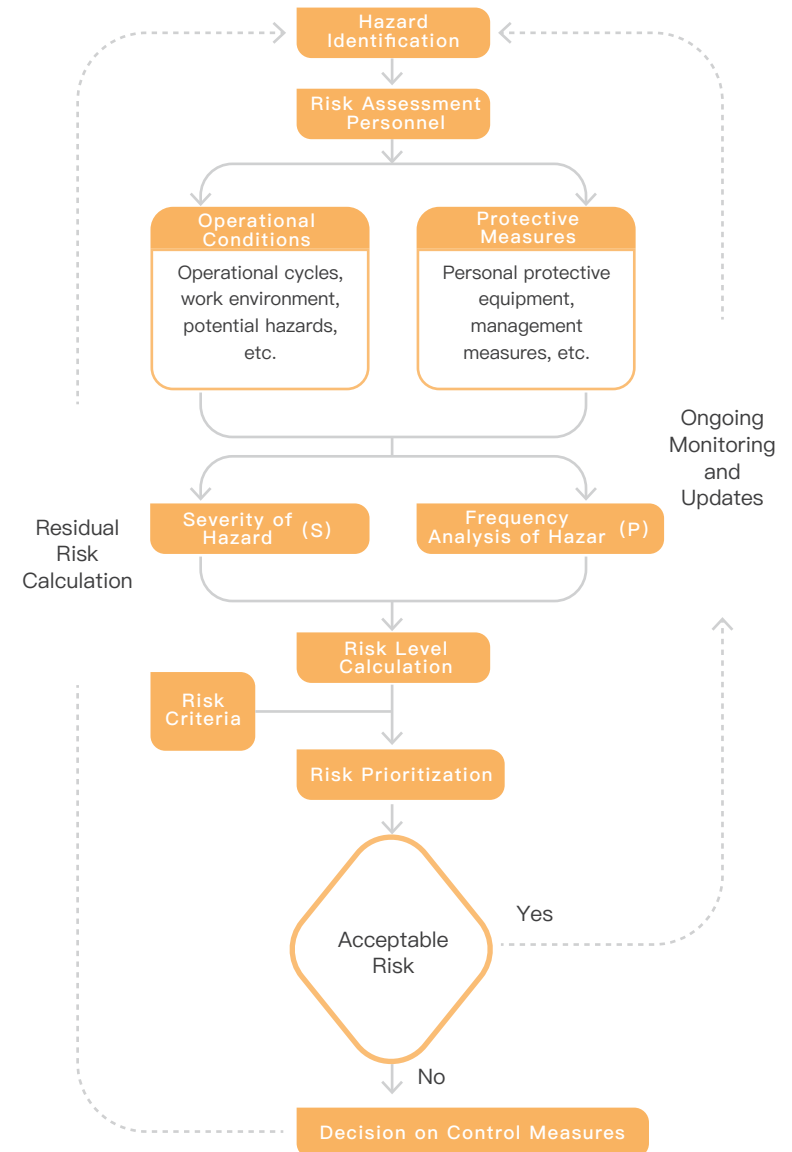 Hazard
Identification
Risk Assessment
Personnel
Operational
Conditions
Operational cycles,
work environment,
potential hazards,
etc.
Protective
Measures
Personal protective
equipment,
management
measures, etc.
Ongoing
Monitoring
and
Updates
Residual
Risk
Calculation
Severity of
Hazard (S)
Frequency
Analysis of Hazar (P)
Risk Level
Calculation
Risk
Criteria
Risk Prioritization
Acceptable
Risk
Yes
No
Decision on Control Measures